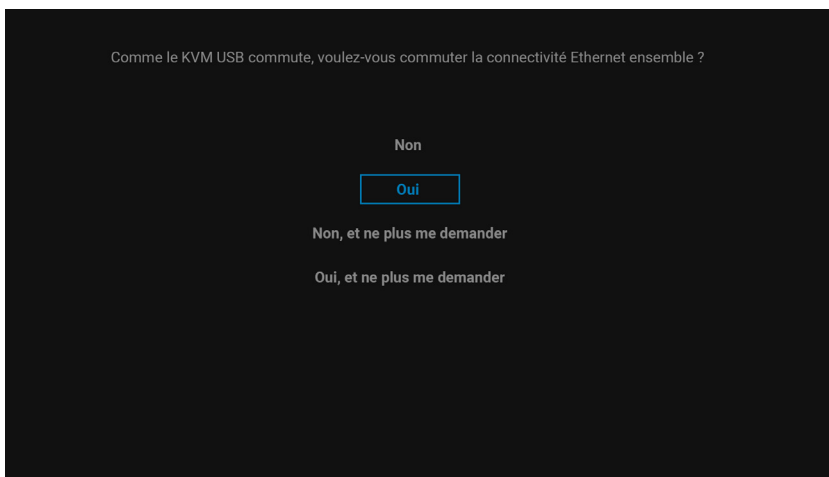 Comme le KVM USB commute, voulez-vous commuter la connectivité Ethernet ensemble ?
Non
Oui
Non, et ne plus me demander
Oui, et ne plus me demander